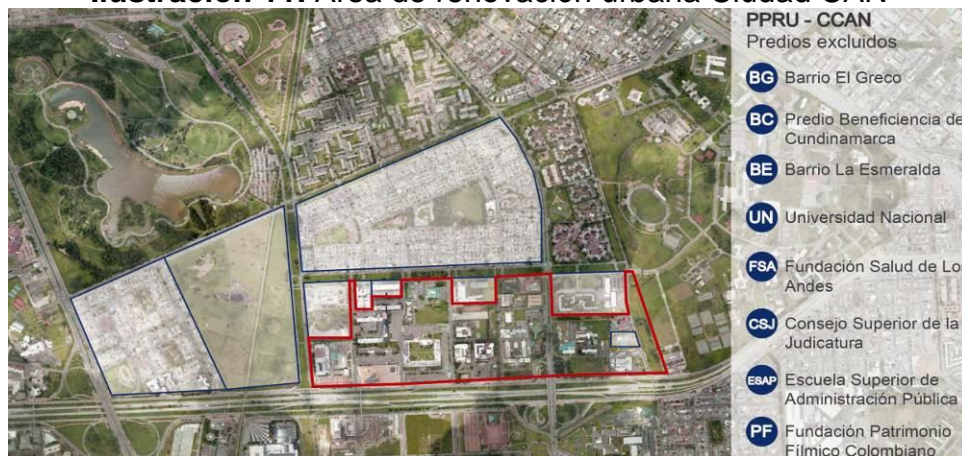 Ilustración 11. Área de renovación urbana Ciudad CAN
PPRU - CCAN
Predios excluidos
BG Barrio El Greco
BC Predio Beneficiencia de
Cundinamarca
BE Barrio La Esmeralda
UN Universidad Nacional
FSA Fundación Salud de Los
Andes
CSJ Consejo Superior de la
Judicatura
ESAP Escuela Superior de
Administración Pública
PF Fundación Patrimonio
Fílmico Colombiano